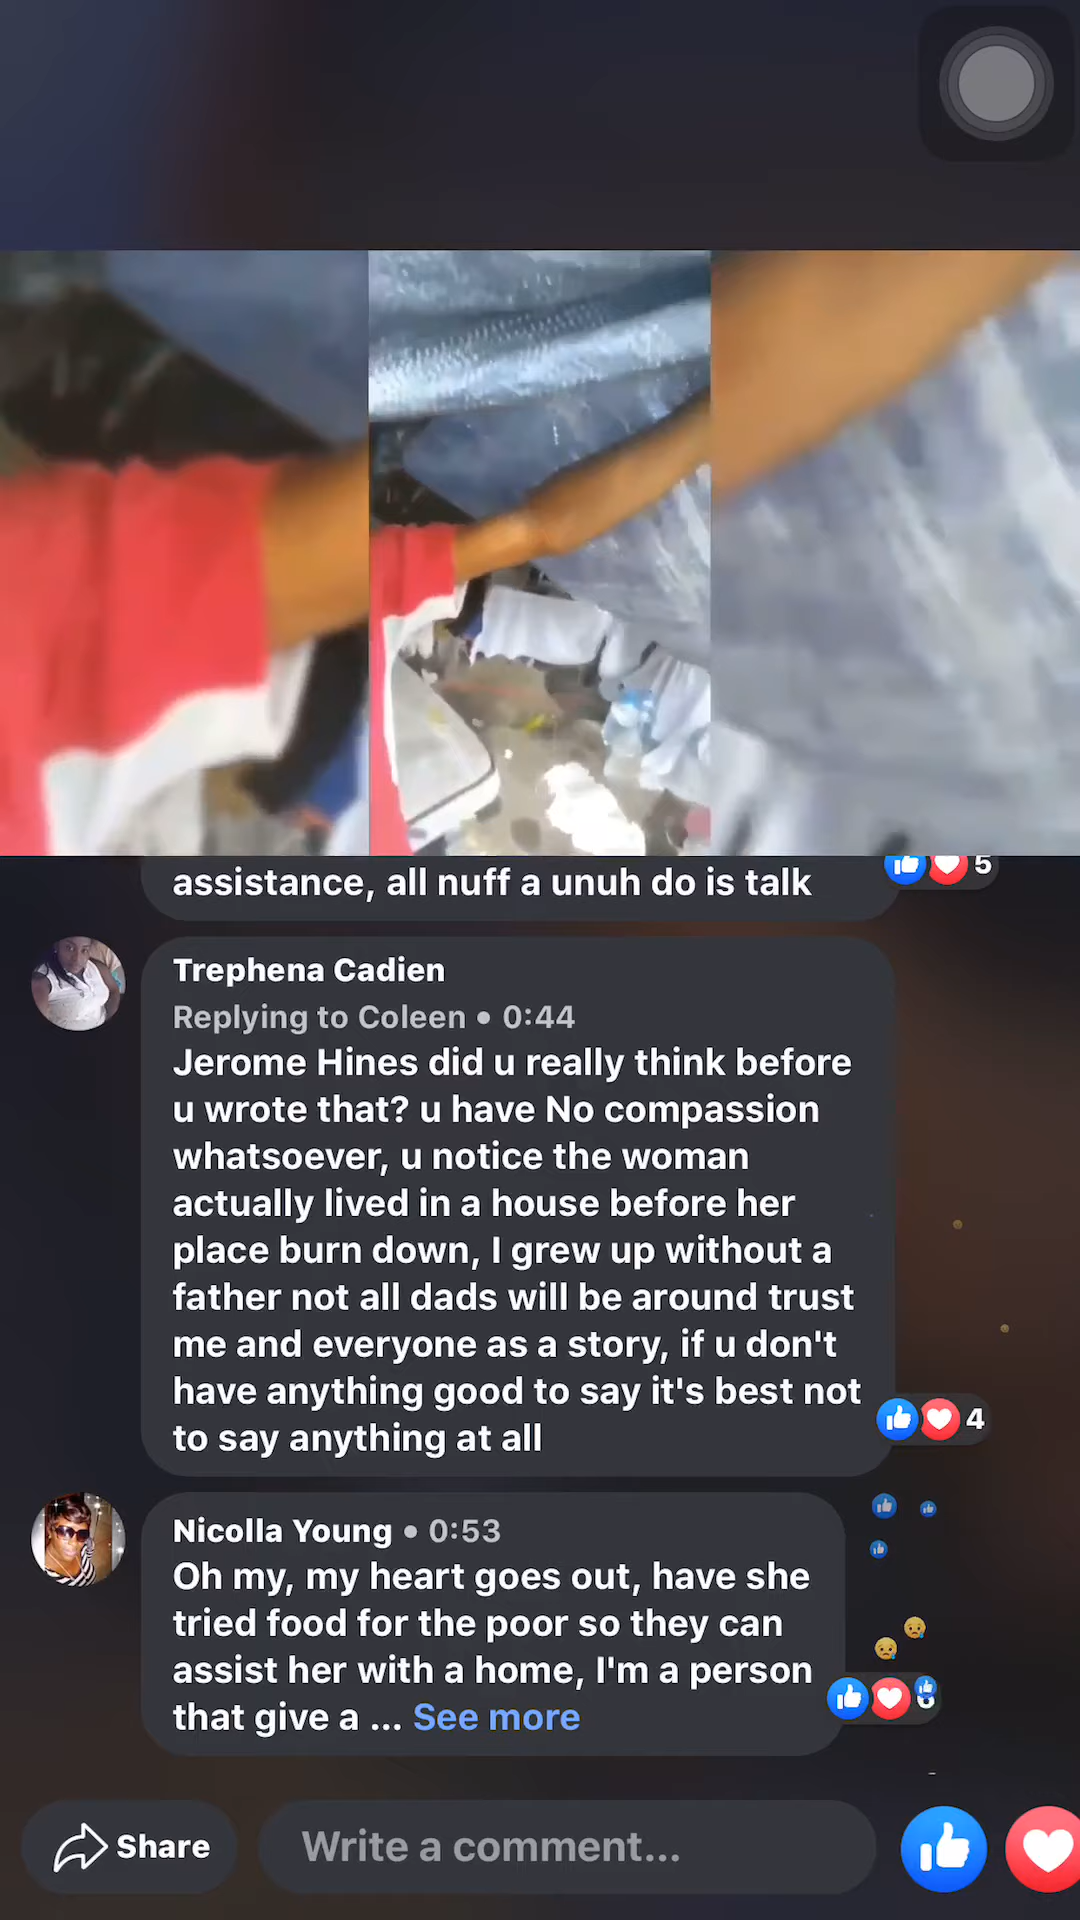 assistance, all nuff a unuh do is talk
5
Trephena Cadien
Replying to Coleen • 0:44
Jerome Hines did u really think before
u wrote that? u have No compassion
whatsoever, u notice the woman
actually lived in a house before her
place burn down, I grew up without a
father not all dads will be around trust
me and everyone as a story, if u don't
have anything good to say it's best not
to say anything at all
4
Nicolla Young • 0:53
Oh my, my heart goes out, have she
tried food for the poor so they can
assist her with a home, I'm a person
that give a ... See more
Share
Write a comment...